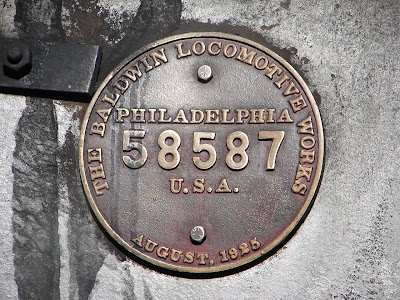 THE BALDWIN LOCOMOTIVE WORKS
PHILADELPHIA
58587
U.S.A.
AUGUST, 1925